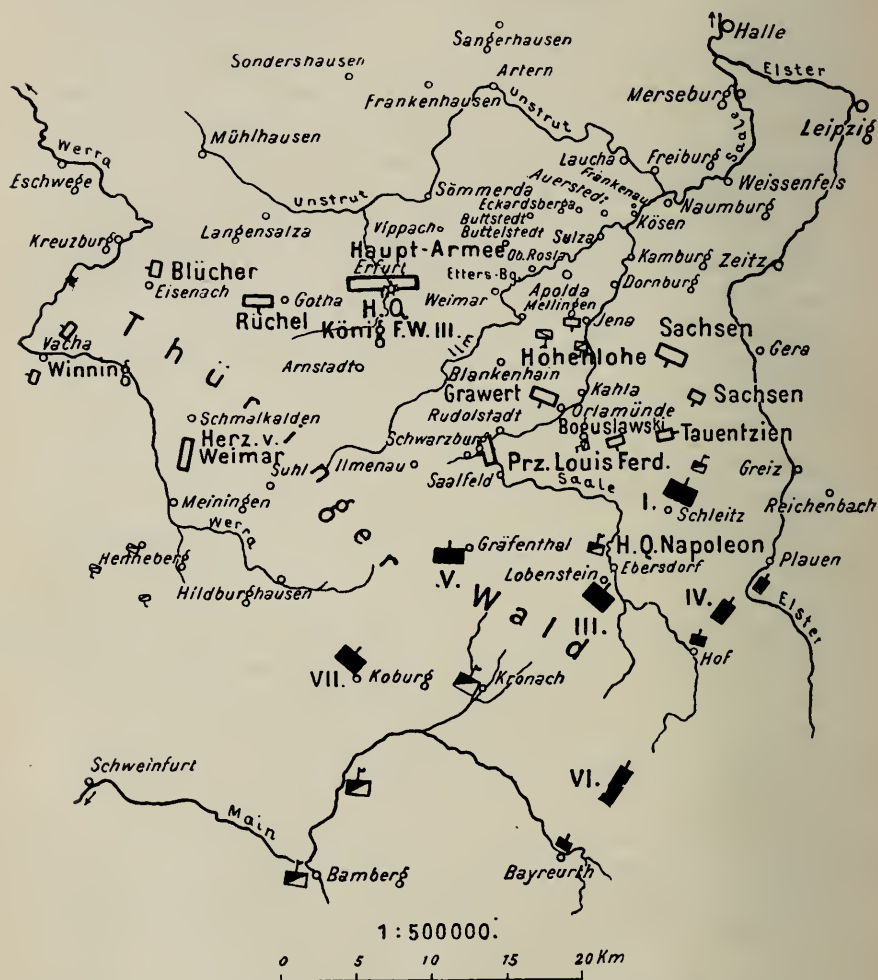 Halle
Sangerhausen
Elster
Sondershausen
Artern
Merseburg
Frankenhausen
Unstrut
Saale
Leipzig
Mühlhausen
Werra
Laucha
Freiburg
Eschwege
Auerstedt
Frankenau
Weissenfels
Unstrut
Sömmerda
Eckardsberga
Naumburg
Buttstedt
Kösen
Langensalza
Vippach
Buttelstedt
Sulza
Kreuzburg
Haupt-Armee
Ob. Rosla
Kamburg
Zeitz
Blücher
Erfurt
Etters-Bg.
Eisenach
Gotha
Weimar
Apolda
Dornburg
Mellingen
Rüchel
H.Q.
König F.W. III.
Jena
Sachsen
Vacha
Ilm
Hohenlohe
Gera
Winning
Arnstadt
Blankenhain
Grawert
Kahla
Sachsen
Schmalkalden
Rudolstadt
Orlamünde
Herz. v.
Weimar
Schwarzburg
Boguslawski
Tauentzien
Suhl
Ilmenau
Prz. Louis Ferd.
Saalfeld
Saale
Greiz
Meiningen
I.
Schleitz
Reichenbach
Werra
Henneberg
Gräfenthal
H.Q. Napoleon
Ebersdorf
Plauen
Hildburghausen
V.
Lobenstein
IV.
Elster
III.
Thüringer Wald
Hof
VII.
Koburg
Kronach
Schweinfurt
VI.
Main
Bamberg
Bayreurth
1:500000.
0 5 10 15 20 Km